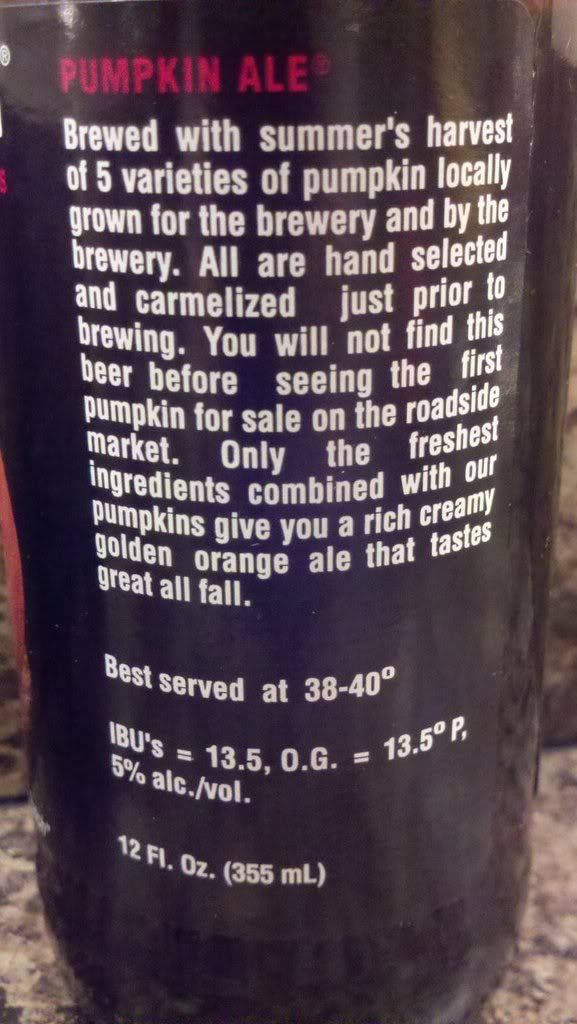 PUMPKIN ALE®
Brewed with summer's harvest
of 5 varieties of pumpkin locally
grown for the brewery and by the
brewery. All are hand selected
and carmelized just prior to
brewing. You will not find this
beer before seeing the first
pumpkin for sale on the roadside
market. Only the freshest
ingredients combined with our
pumpkins give you a rich creamy
golden orange ale that tastes
great all fall.
Best served at 38-40º
IBU's = 13.5, O.G. = 13.5º P,
5% alc./vol.
12 Fl. Oz. (355 mL)